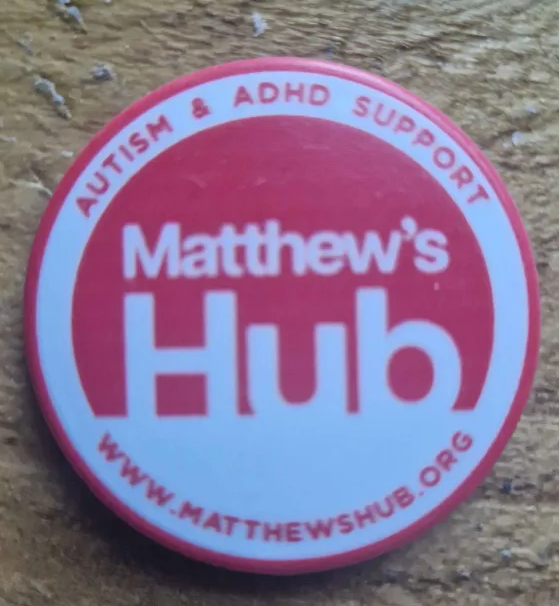 AUTISM & ADHD SUPPORT
Matthew's
Hub
WWW.MATTHEWSHUB.ORG